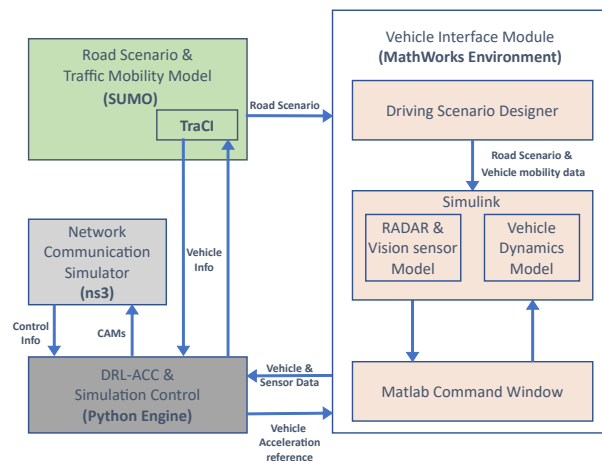 Road Scenario &
Traffic Mobility Model
(SUMO)
TraCI
Road Scenario
Vehicle Interface Module
(MathWorks Environment)
Driving Scenario Designer
Road Scenario &
Vehicle mobility data
Simulink
RADAR &
Vision sensor
Model
Vehicle
Dynamics
Model
Network
Communication
Simulator
(ns3)
Vehicle
Info
Control
Info
CAMs
DRL-ACC &
Simulation Control
(Python Engine)
Vehicle &
Sensor Data
Vehicle
Acceleration
reference
Matlab Command Window